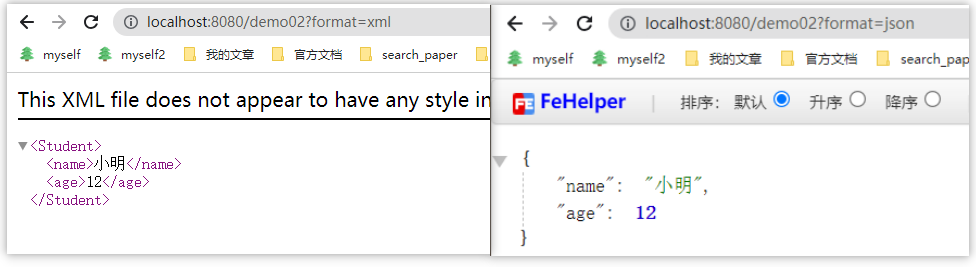 localhost:8080/demo02?format=xml
myself myself2 我的文章 官方文档 search_paper
This XML file does not appear to have any style in
<Student>
<name>小明</name>
<age>12</age>
</Student>
localhost:8080/demo02?format=json
myself myself2 我的文章 官方文档 search_pape
FE FeHelper | 排序: 默认 升序 降序
{
"name": "小明",
"age": 12
}